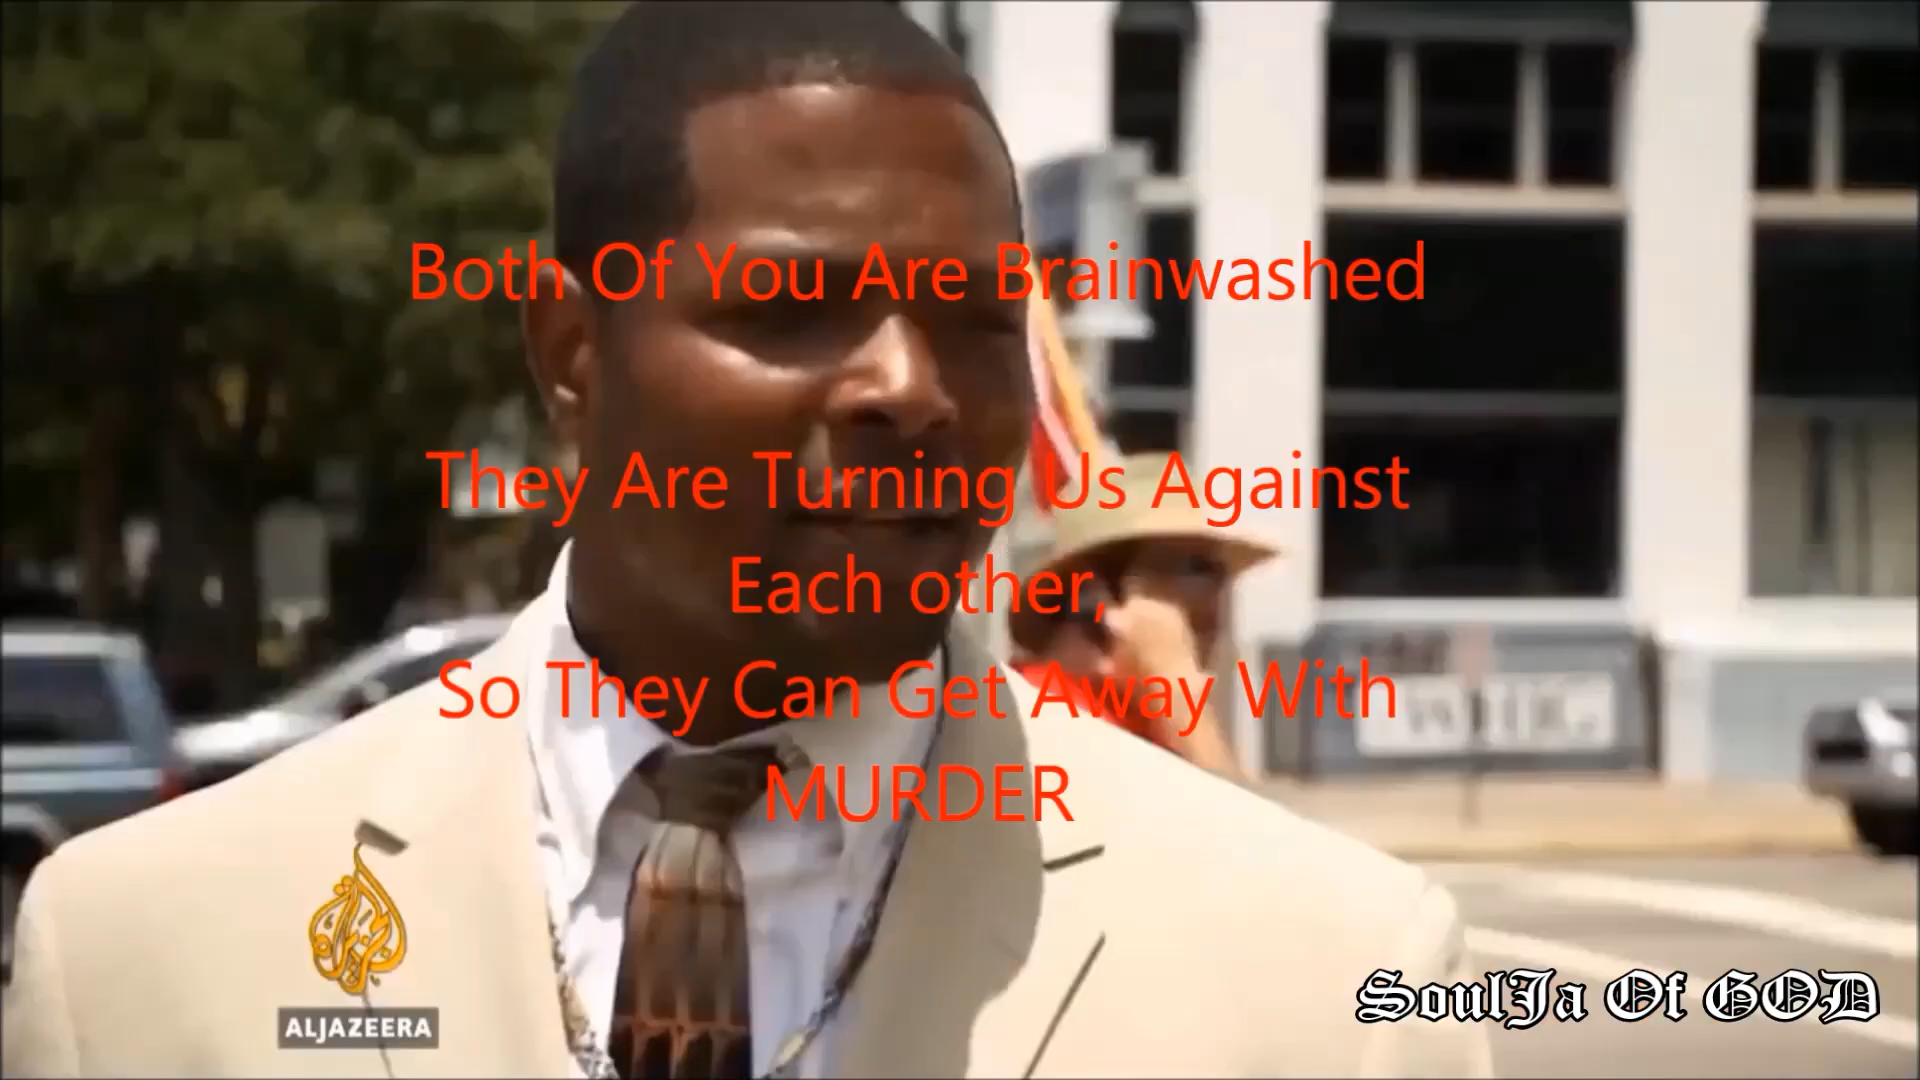 Both Of You Are Brainwashed
They Are Turning Us Against
Each other,
So They Can Get Away With
MURDER
ALJAZEERA
SoulJa Of GOD